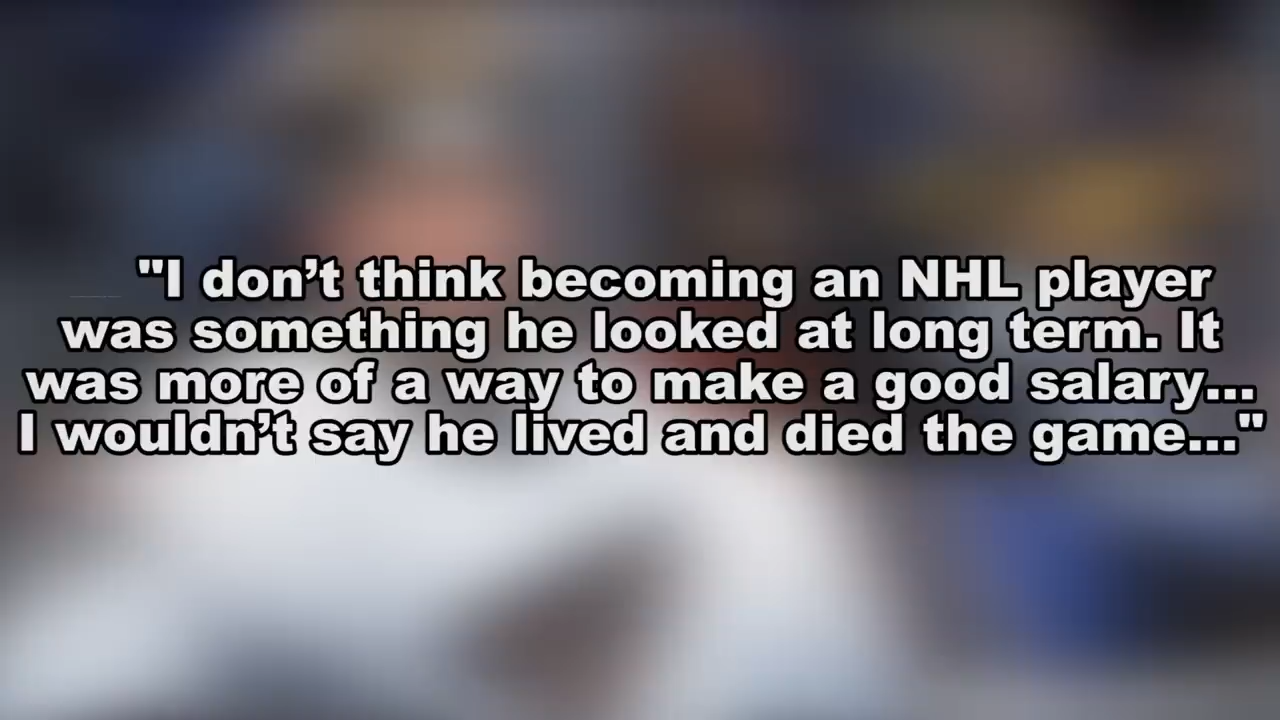 "I don’t think becoming an NHL player
was something he looked at long term. It
was more of a way to make a good salary...
I wouldn’t say he lived and died the game..."